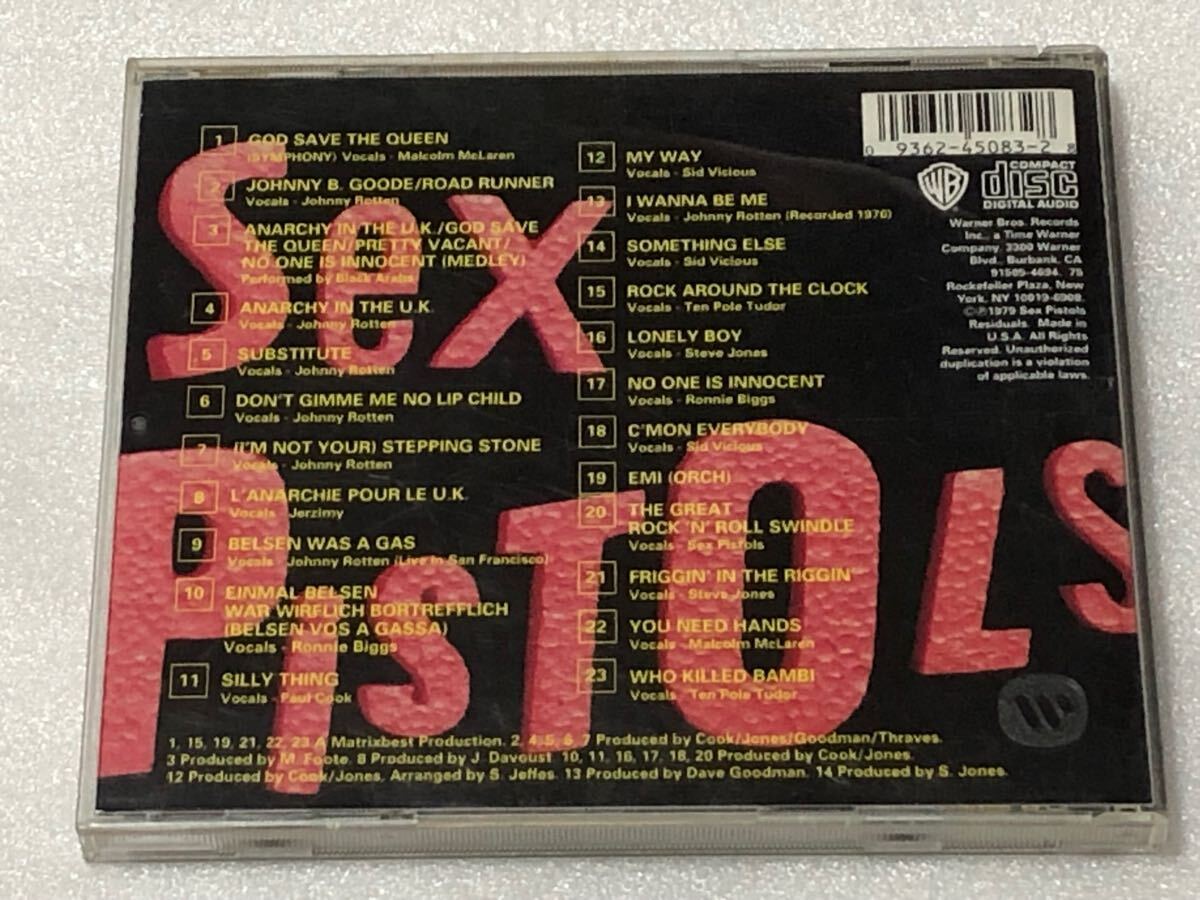 Sex
PISTOLS
1 GOD SAVE THE QUEEN
(SYMPHONY) Vocals - Malcolm McLaren
2 JOHNNY B. GOODE/ROAD RUNNER
Vocals - Johnny Rotten
3 ANARCHY IN THE U.K./GOD SAVE
THE QUEEN/PRETTY VACANT/
NO ONE IS INNOCENT (MEDLEY)
Performed by Black Arabs
4 ANARCHY IN THE U.K.
Vocals - Johnny Rotten
5 SUBSTITUTE
Vocals - Johnny Rotten
6 DON'T GIMME ME NO LIP CHILD
Vocals - Johnny Rotten
7 (I'M NOT YOUR) STEPPING STONE
Vocals - Johnny Rotten
8 L'ANARCHIE POUR LE U.K.
Vocals - Jerzimy
9 BELSEN WAS A GAS
Vocals - Johnny Rotten (Live in San Francisco)
10 EINMAL BELSEN
WAR WIRFLICH BORTREFFLICH
(BELSEN VOS A GASSA)
Vocals - Ronnie Biggs
11 SILLY THING
Vocals - Paul Cook
12 MY WAY
Vocals - Sid Vicious
13 I WANNA BE ME
Vocals - Johnny Rotten (Recorded 1976)
14 SOMETHING ELSE
Vocals - Sid Vicious
15 ROCK AROUND THE CLOCK
Vocals - Ten Pole Tudor
16 LONELY BOY
Vocals - Steve Jones
17 NO ONE IS INNOCENT
Vocals - Ronnie Biggs
18 C'MON EVERYBODY
Vocals - Sid Vicious
19 EMI (ORCH)
20 THE GREAT
ROCK 'N' ROLL SWINDLE
Vocals - Sex Pistols
21 FRIGGIN' IN THE RIGGIN'
Vocals - Steve Jones
22 YOU NEED HANDS
Vocals - Malcolm McLaren
23 WHO KILLED BAMBI
Vocals - Ten Pole Tudor
0 9362-45083-2 8
WB
COMPACT
disc
DIGITAL AUDIO
Warner Bros. Records
Inc., a Time Warner
Company. 3300 Warner
Blvd., Burbank, CA
91505-4694. 75
Rockefeller Plaza, New
York, NY 10019-6908.
©℗1979 Sex Pistols
Residuals. Made in
U.S.A. All Rights
Reserved. Unauthorized
duplication is a violation
of applicable laws.
1, 15, 19, 21, 22, 23 A Matrixbest Production. 2, 4, 5, 6, 7 Produced by Cook/Jones/Goodman/Thraves.
3 Produced by M. Foote. 8 Produced by J. Davoust 10, 11, 16, 17, 18, 20 Produced by Cook/Jones.
12 Produced by Cook/Jones, Arranged by S. Jeffes. 13 Produced by Dave Goodman. 14 Produced by S. Jones.